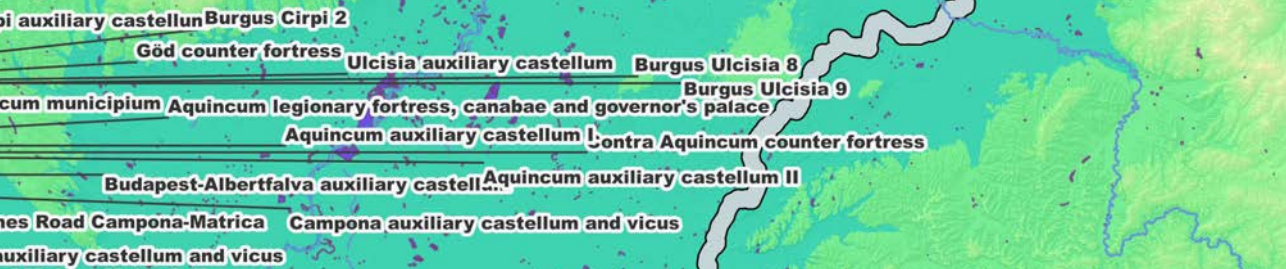 auxiliary castellun
Burgus Cirpi 2
Göd counter fortress
Ulcisia auxiliary castellum
Burgus Ulcisia 8
Burgus Ulcisia 9
municipium
Aquincum legionary fortress, canabae and governor's palace
Aquincum auxiliary castellum I
Contra Aquincum counter fortress
Budapest-Albertfalva auxiliary
Aquincum auxiliary castellum II
Road Campona-Matrica
Campona auxiliary castellum and vicus
auxiliary castellum and vicus